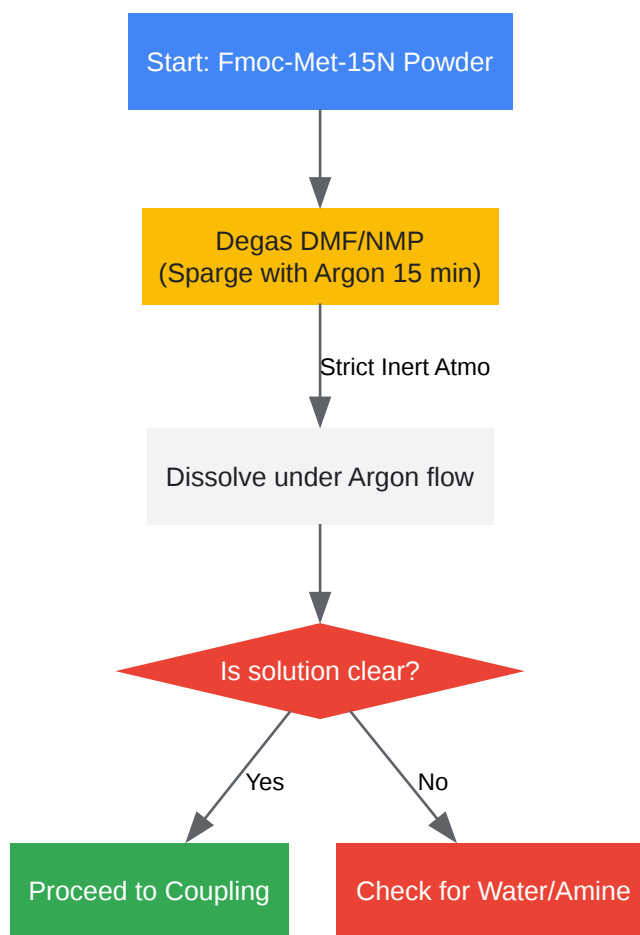 Start: Fmoc-Met-15N Powder
Degas DMF/NMP
(Sparge with Argon 15 min)
Strict Inert Atmo
Dissolve under Argon flow
Is solution clear?
Yes
No
Proceed to Coupling
Check for Water/Amine